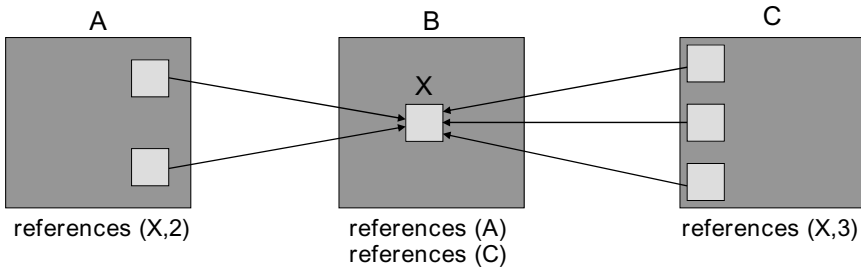 A
B
C
X
references (X,2)
references (A)
references (C)
references (X,3)